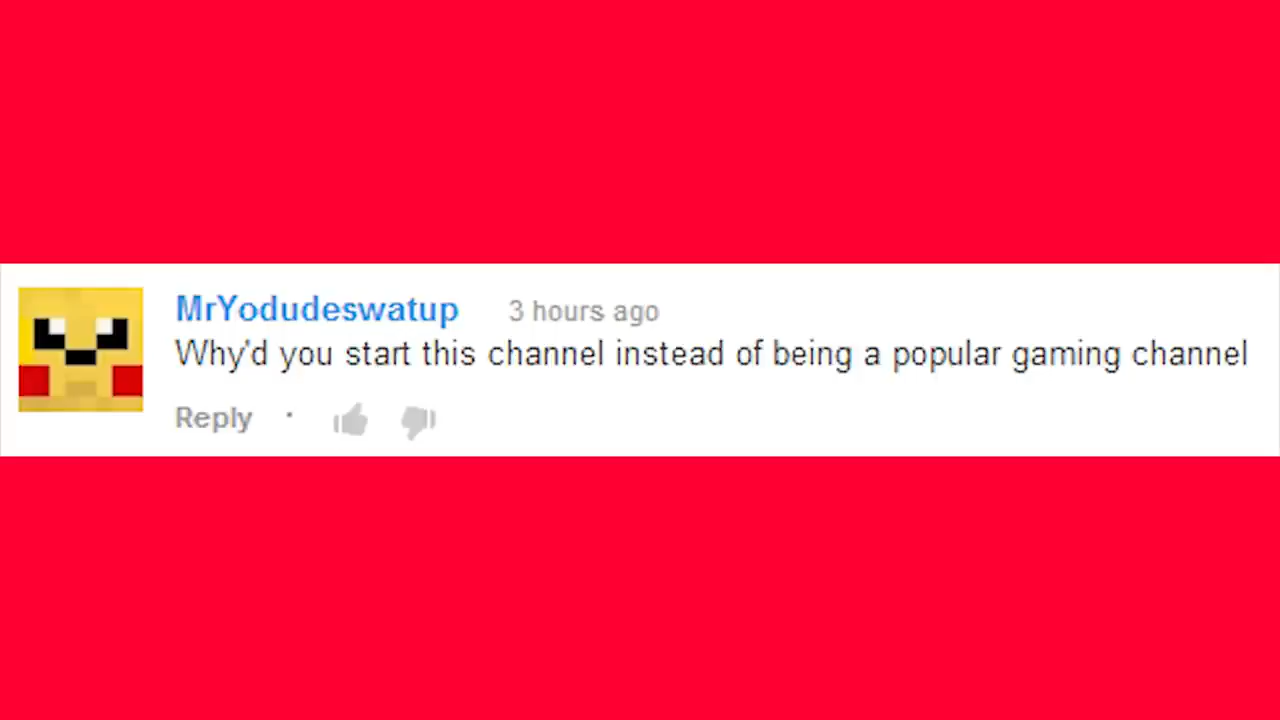 MrYodudeswatup 3 hours ago
Why'd you start this channel instead of being a popular gaming channel
Reply ·